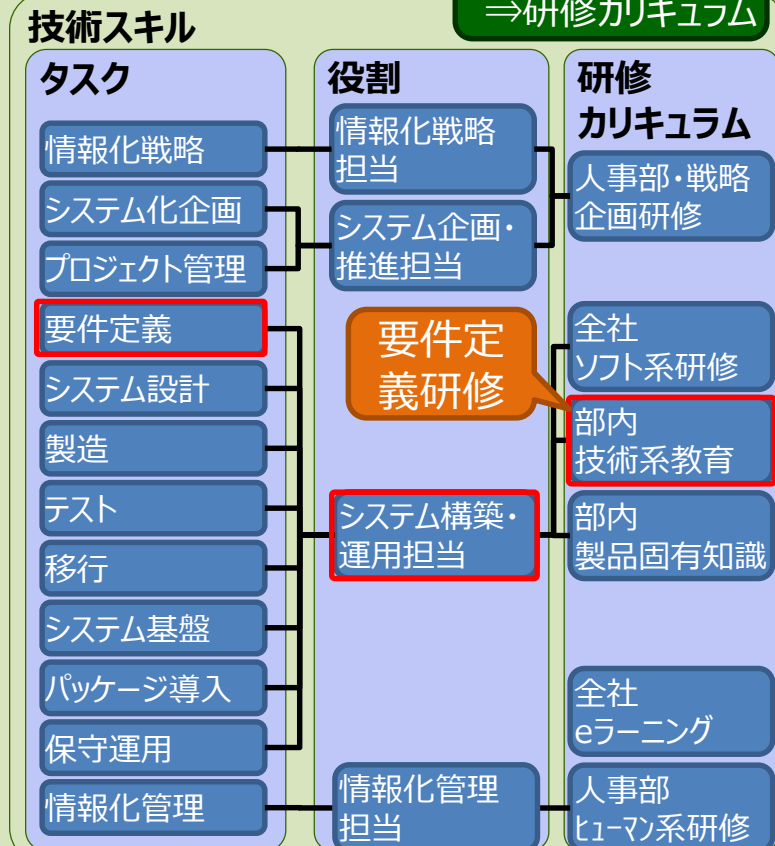 ⇒研修カリキュラム
技術スキル
タスク
情報化戦略
システム化企画
プロジェクト管理
要件定義
システム設計
製造
テスト
移行
システム基盤
パッケージ導入
保守運用
情報化管理
役割
情報化戦略
担当
システム企画・
推進担当
要件定
義研修
システム構築・
運用担当
情報化管理
担当
研修
カリキュラム
人事部・戦略
企画研修
全社
ソフト系研修
部内
技術系教育
部内
製品固有知識
全社
eラーニング
人事部
ヒューマン系研修